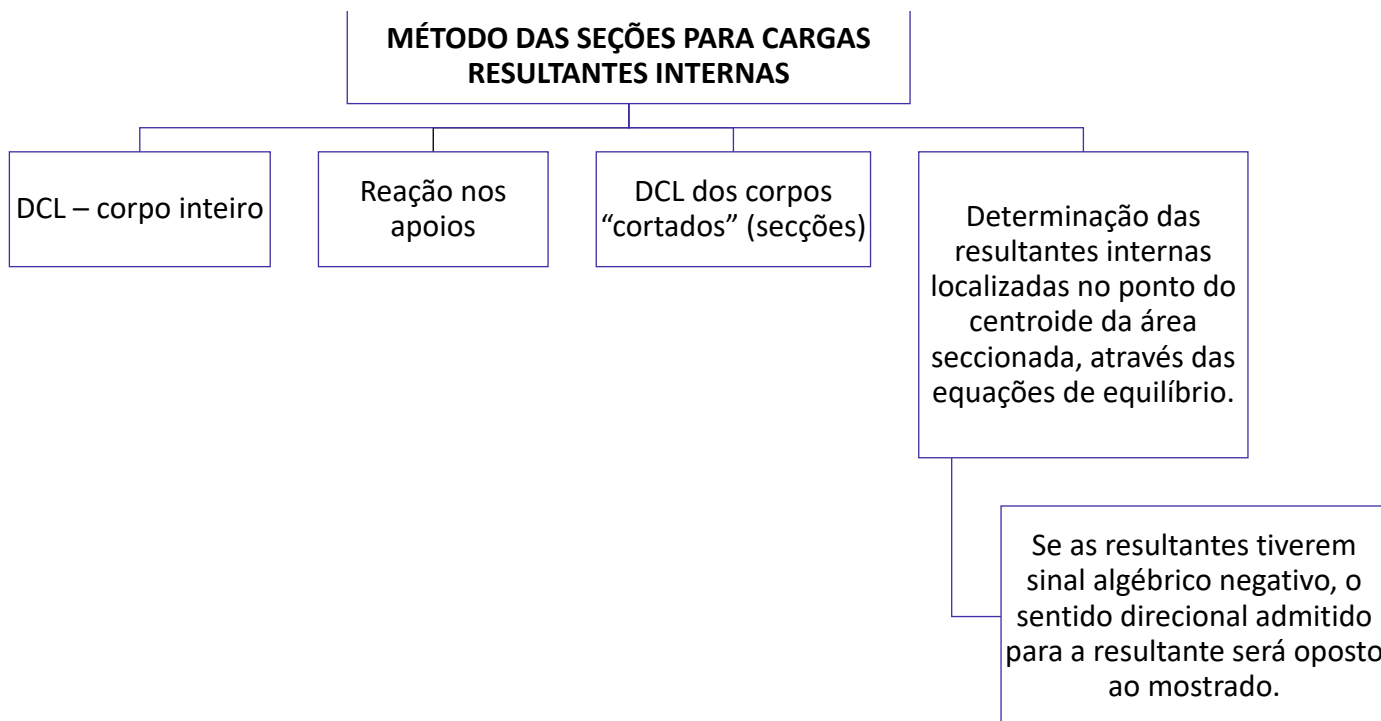 MÉTODO DAS SEÇÕES PARA CARGAS
RESULTANTES INTERNAS
DCL – corpo inteiro
Reação nos
apoios
DCL dos corpos
“cortados” (secções)
Determinação das
resultantes internas
localizadas no ponto do
centroide da área
seccionada, através das
equações de equilíbrio.
Se as resultantes tiverem
sinal algébrico negativo, o
sentido direcional admitido
para a resultante será oposto
ao mostrado.